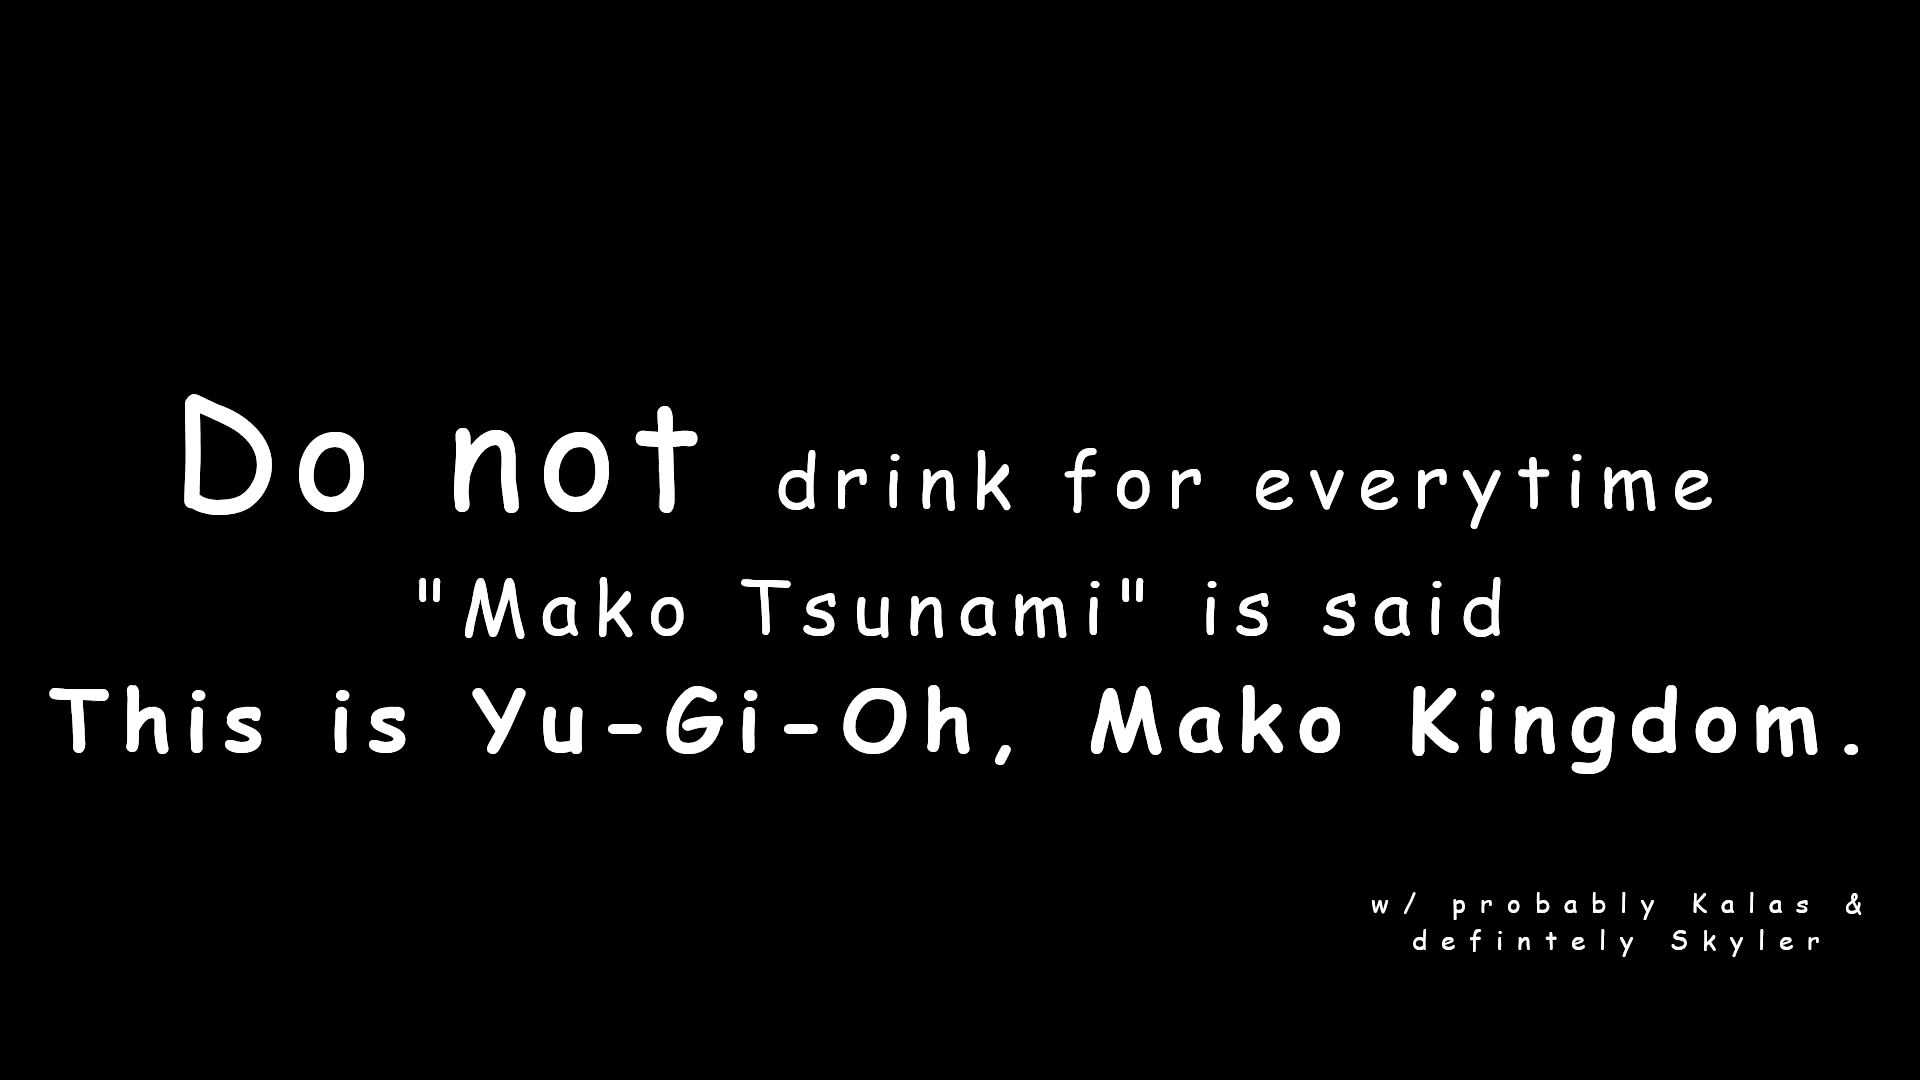 Do not drink for everytime
"Mako Tsunami" is said
This is Yu-Gi-Oh, Mako Kingdom.
w/ probably Kalas &
defintely Skyler